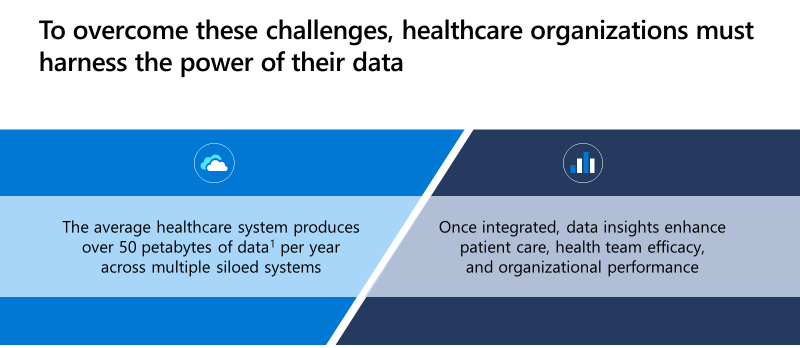 To overcome these challenges, healthcare organizations must
harness the power of their data
The average healthcare system produces
over 50 petabytes of data¹ per year
across multiple siloed systems
Once integrated, data insights enhance
patient care, health team efficacy,
and organizational performance